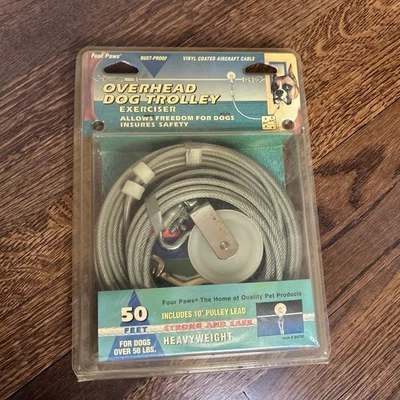 Four Paws®
RUST-PROOF
VINYL COATED AIRCRAFT CABLE
OVERHEAD
DOG TROLLEY
EXERCISER
ALLOWS FREEDOM FOR DOGS
INSURES SAFETY
Four Paws® The Home of Quality Pet Products
50
FEET
FOR DOGS
OVER 50 LBS.
INCLUDES 10' PULLEY LEAD
STRONG AND SAFE
HEAVYWEIGHT